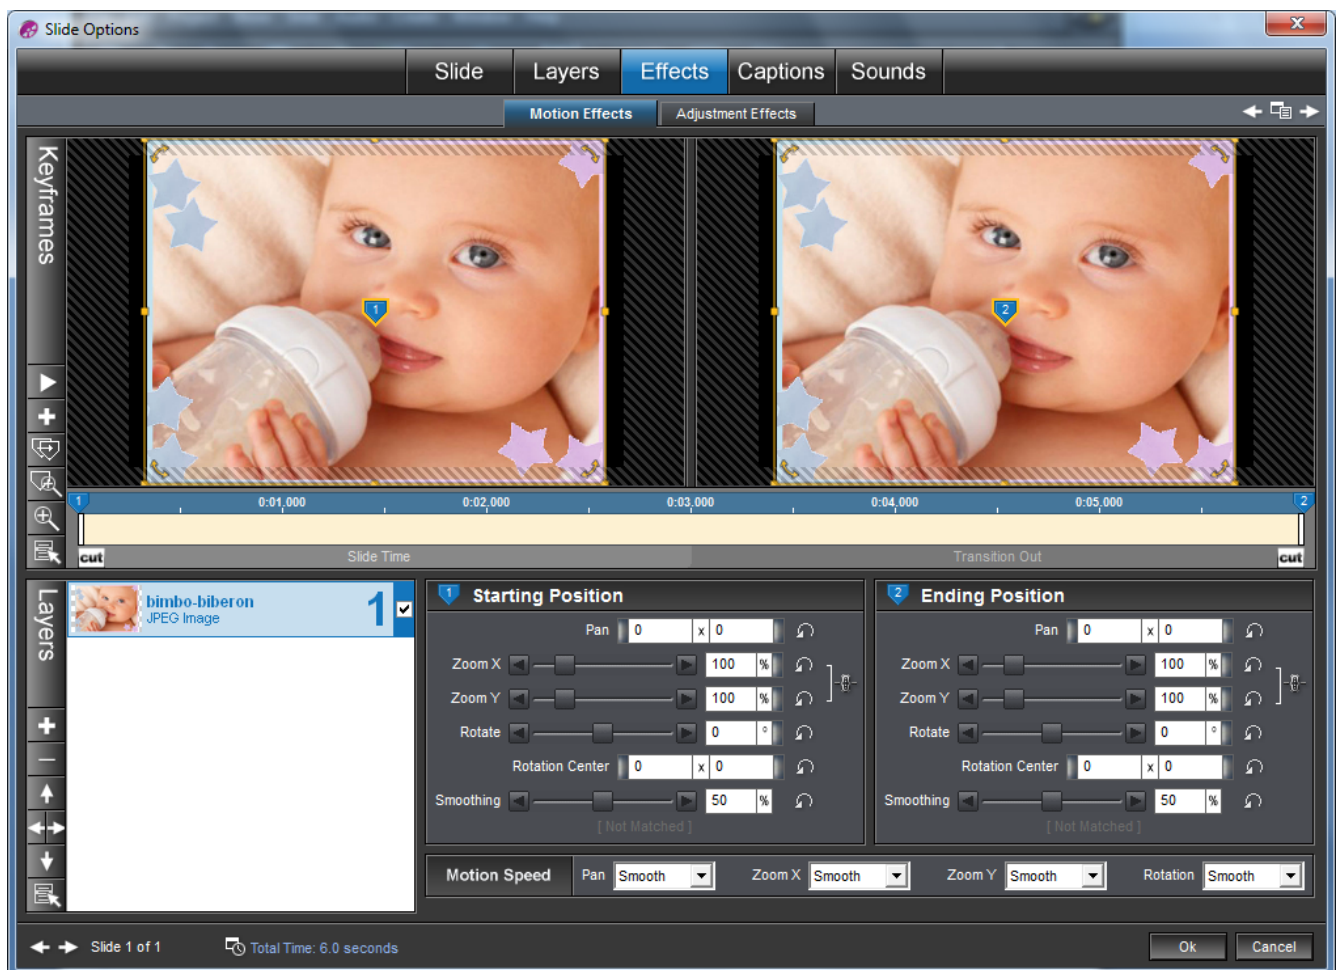 Slide Options
Slide Layers Effects Captions Sounds
Motion Effects Adjustment Effects
Keyframes
1
2
1 0:01,000 0:02,000 0:03,000 0:04,000 0:05,000 2
cut Slide Time Transition Out cut
Layers
bimbo-biberon
JPEG Image
1
1 Starting Position
Pan 0 x 0
Zoom X 100 %
Zoom Y 100 %
Rotate 0 °
Rotation Center 0 x 0
Smoothing 50 %
[ Not Matched ]
2 Ending Position
Pan 0 x 0
Zoom X 100 %
Zoom Y 100 %
Rotate 0 °
Rotation Center 0 x 0
Smoothing 50 %
[ Not Matched ]
Motion Speed Pan Smooth Zoom X Smooth Zoom Y Smooth Rotation Smooth
Slide 1 of 1 Total Time: 6.0 seconds Ok Cancel